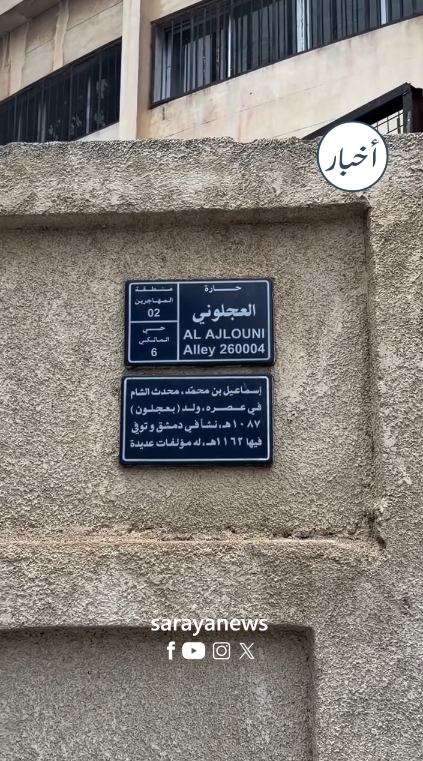 أخبار
حارة
العجلوني
AL AJLOUNI
Alley 260004
منطقة
المهاجرين
02
حي
المالكي
6
إسماعيل بن محمد، محدث الشام
في عصره، ولد (بعجلون)
١٠٨٧هـ، نشأ في دمشق وتوفي
فيها ١١٦٢هـ، له مؤلفات عديدة
sarayanews